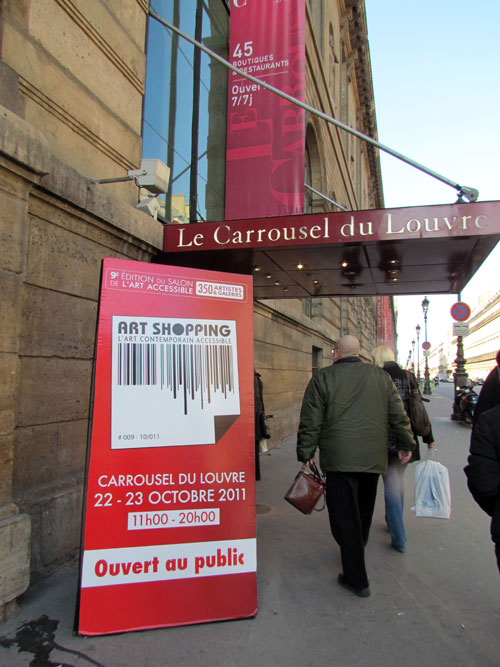 C
45
BOUTIQUES
& RESTAURANTS
Ouvert
7/7j
LE
CAR
Le Carrousel du Louvre
9e ÉDITION DU SALON
DE L'ART ACCESSIBLE
350 ARTISTES
& GALERIES
ART SHOPPING
L'ART CONTEMPORAIN ACCESSIBLE
# 009 - 10/011
CARROUSEL DU LOUVRE
22 - 23 OCTOBRE 2011
11h00 - 20h00
Ouvert au public